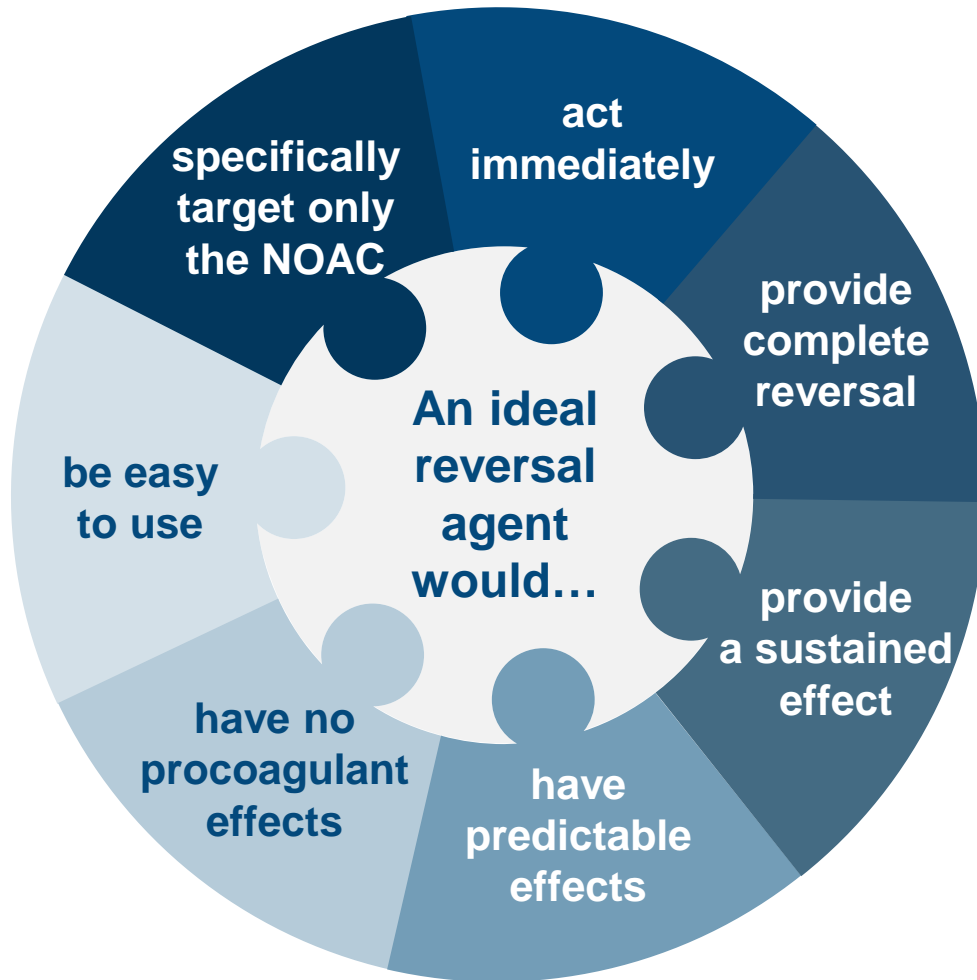 An ideal
reversal
agent
would…
specifically
target only
the NOAC
act
immediately
provide
complete
reversal
provide
a sustained
effect
have
predictable
effects
have no
procoagulant
effects
be easy
to use